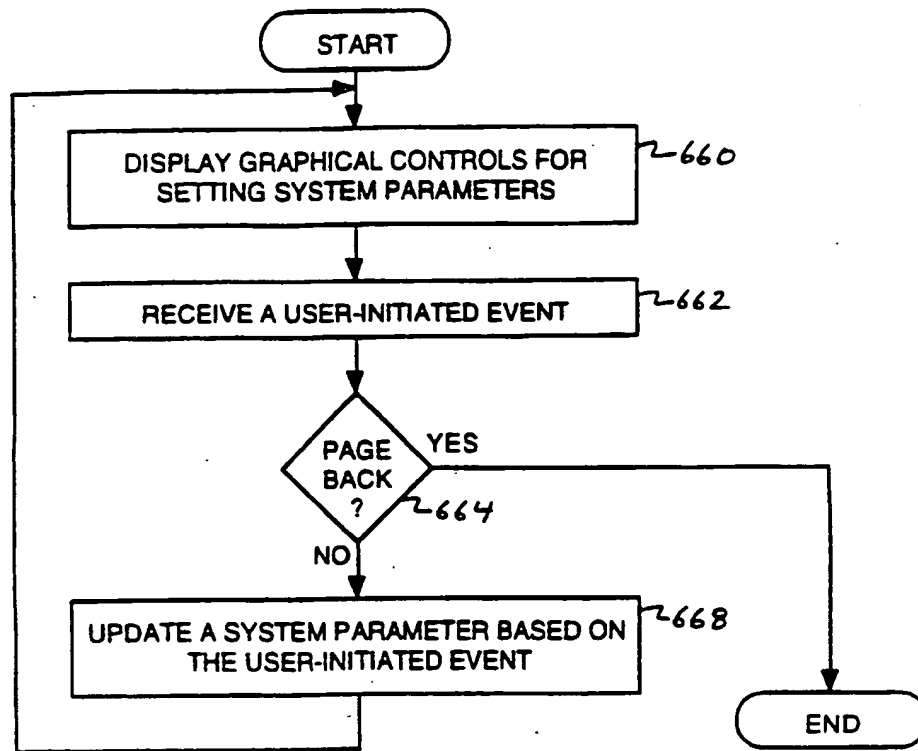 START
DISPLAY GRAPHICAL CONTROLS FOR
SETTING SYSTEM PARAMETERS
660
RECEIVE A USER-INITIATED EVENT
662
PAGE
BACK
?
YES
664
NO
UPDATE A SYSTEM PARAMETER BASED ON
THE USER-INITIATED EVENT
668
END